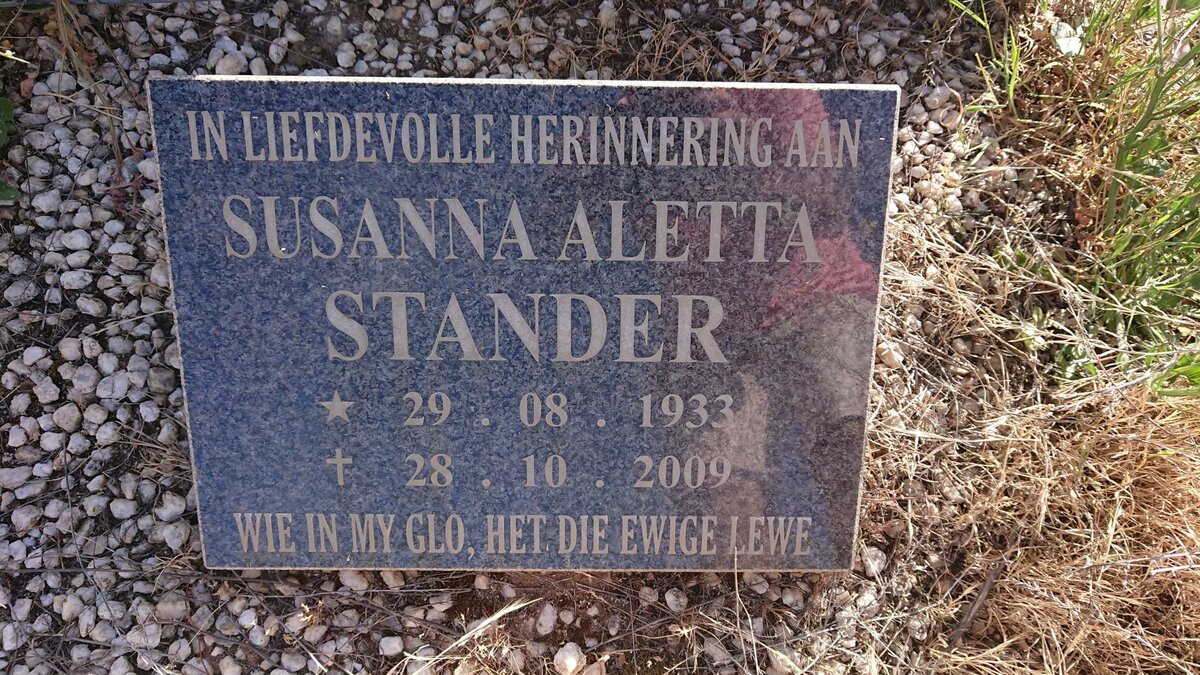 IN LIEFDEVOLLE HERINNERING AAN
SUSANNA ALETTA
STANDER
★ 29 . 08 . 1933
✝ 28 . 10 . 2009
WIE IN MY GLO, HET DIE EWIGE LEWE